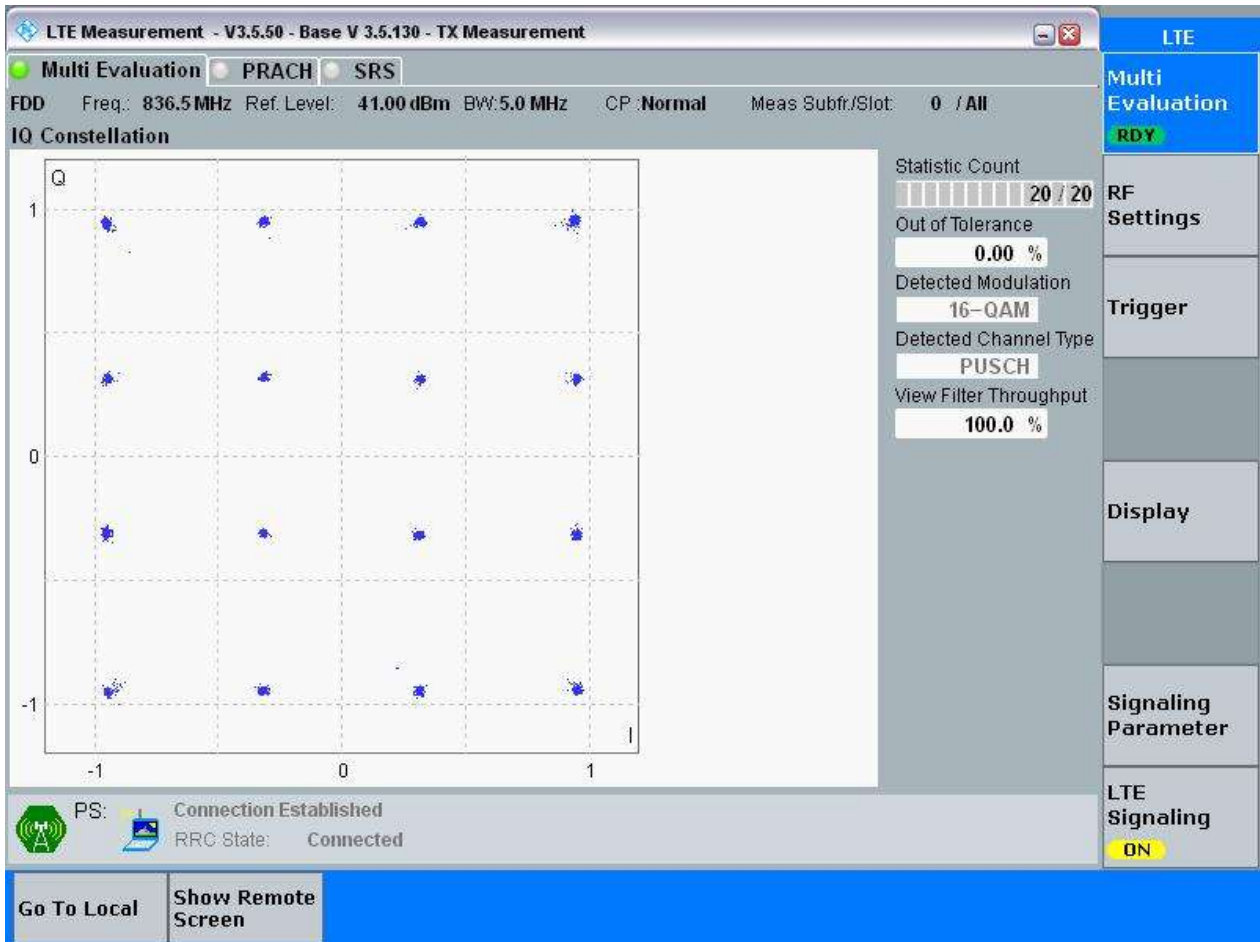 LTE Measurement - V3.5.50 - Base V 3.5.130 - TX Measurement
Multi Evaluation PRACH SRS
FDD Freq.: 836.5 MHz Ref. Level: 41.00 dBm BW: 5.0 MHz CP :Normal Meas Subfr./Slot: 0 / All
IQ Constellation
Q
1
0
-1
-1 0 1
I
Statistic Count
20 / 20
Out of Tolerance
0.00 %
Detected Modulation
16-QAM
Detected Channel Type
PUSCH
View Filter Throughput
100.0 %
PS: Connection Established
RRC State: Connected
LTE
Multi
Evaluation
RDY
RF
Settings
Trigger
Display
Signaling
Parameter
LTE
Signaling
ON
Go To Local
Show Remote
Screen